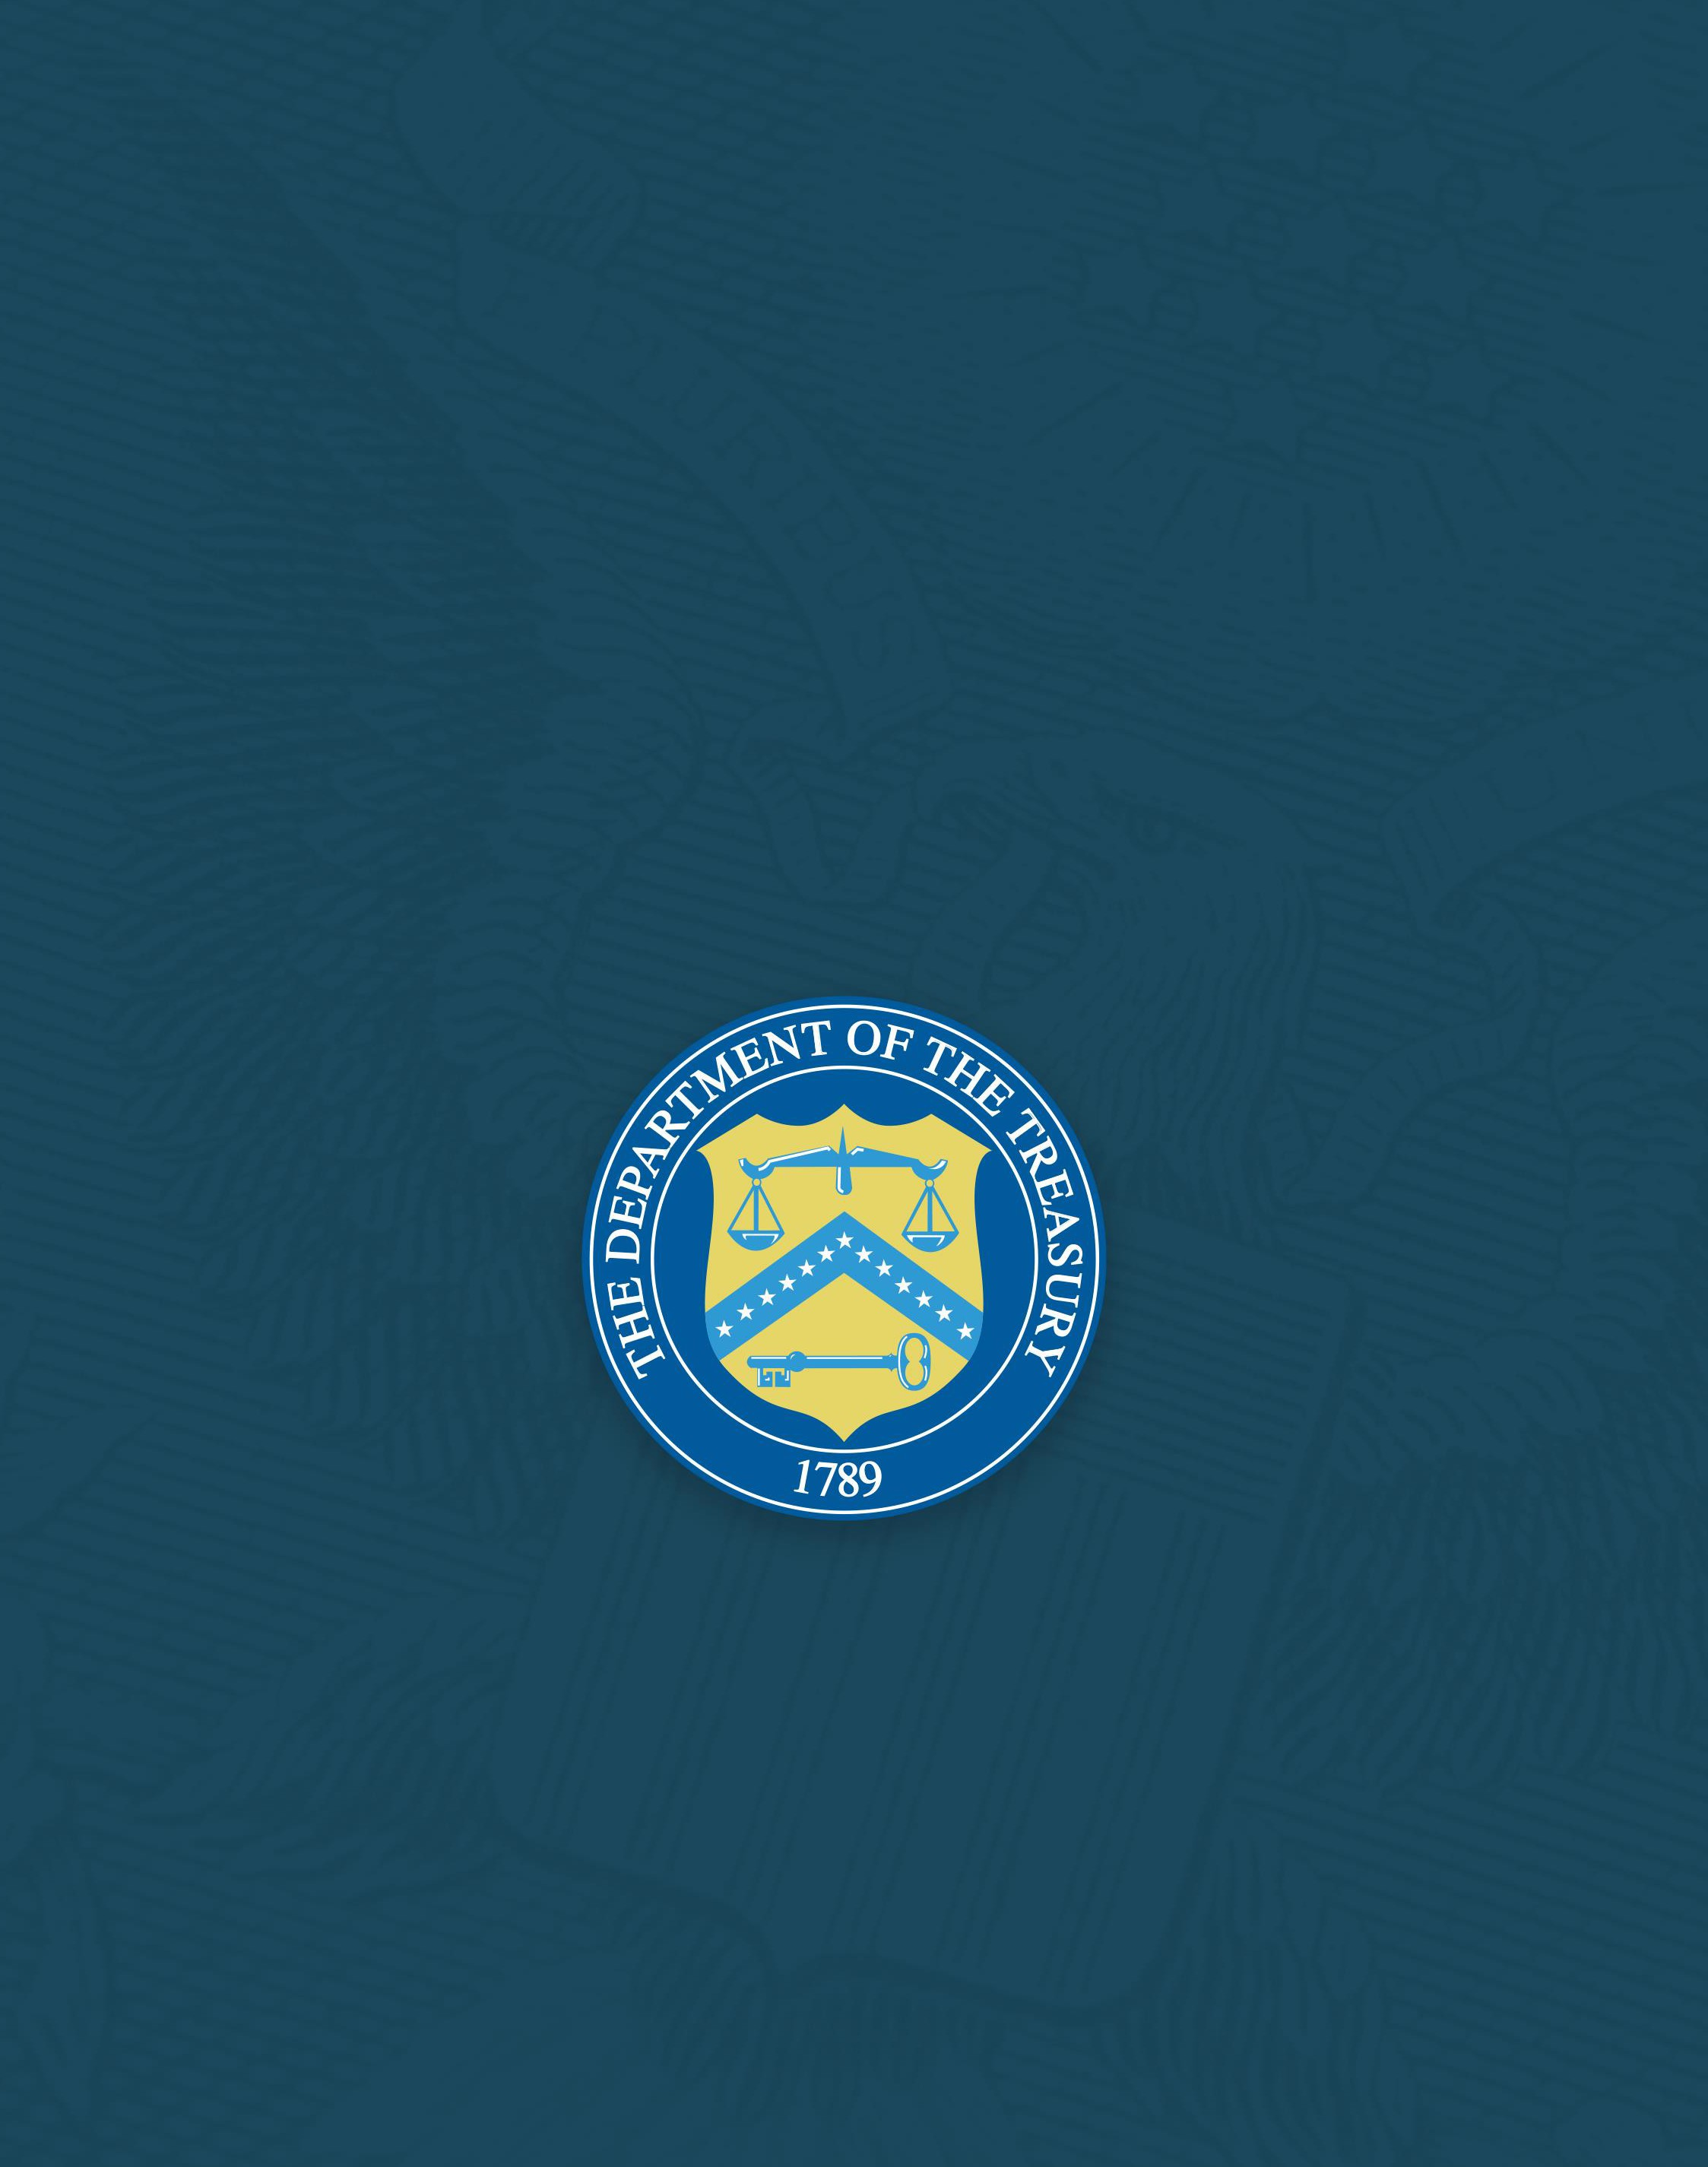 THE DEPARTMENT OF THE TREASURY
1789